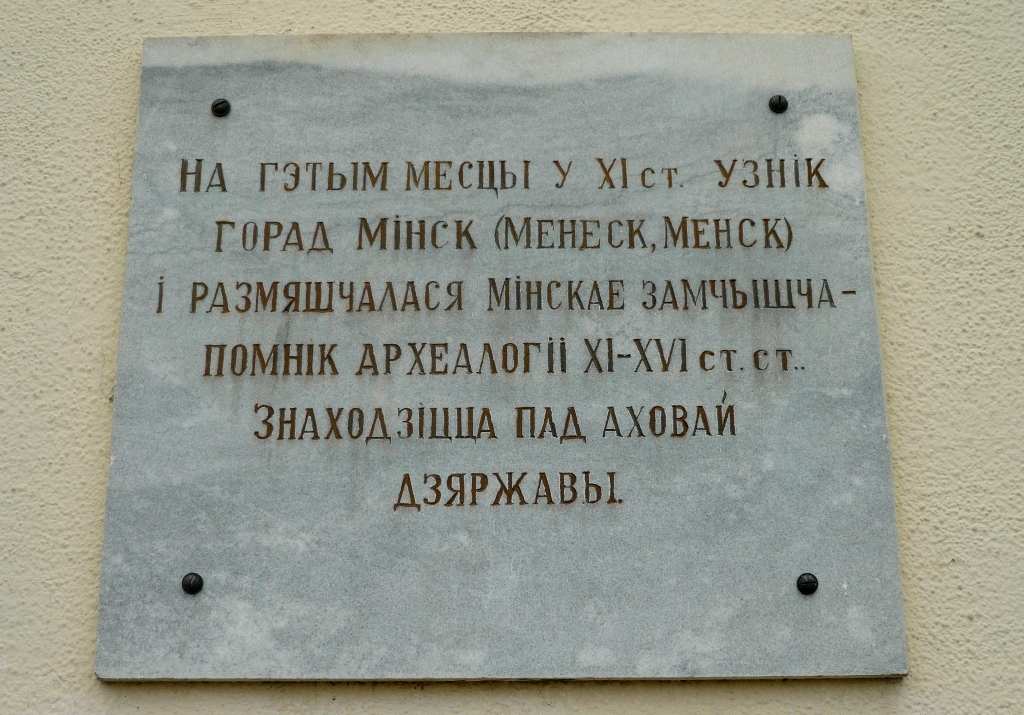 На гэтым месцы у XI ст. узнік
горад Мінск (Менеск, Менск)
і размяшчалася Мінскае замчышча-
помнік археалогіі XI-XVI ст. ст..
Знаходзіцца пад аховай
дзяржавы.